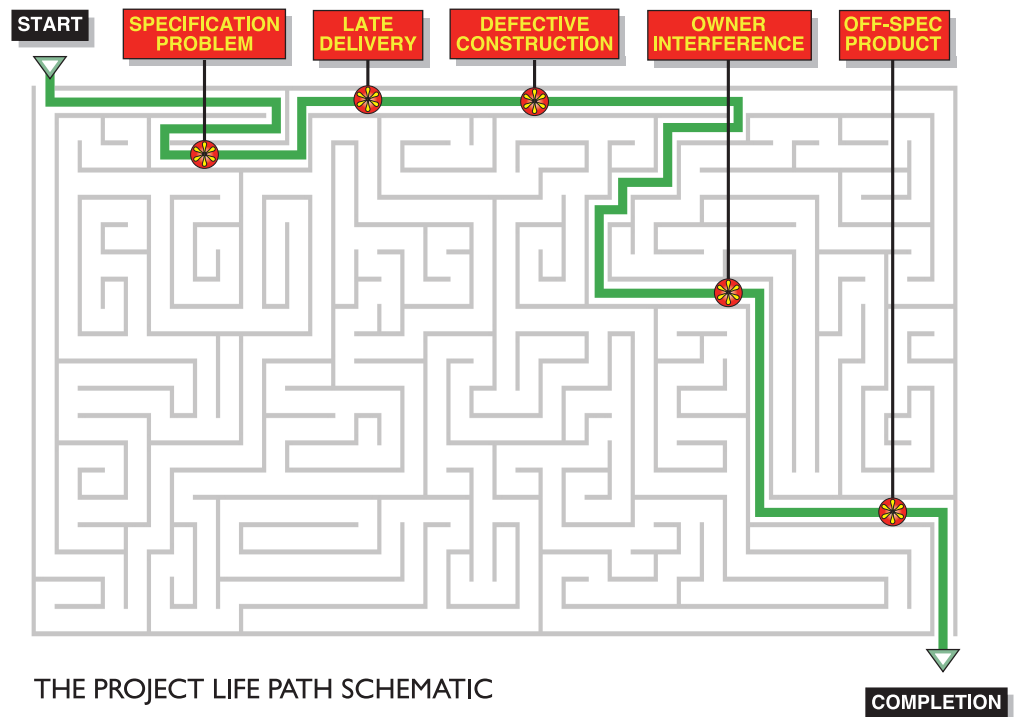 START
SPECIFICATION
PROBLEM
LATE
DELIVERY
DEFECTIVE
CONSTRUCTION
OWNER
INTERFERENCE
OFF-SPEC
PRODUCT
THE PROJECT LIFE PATH SCHEMATIC
COMPLETION